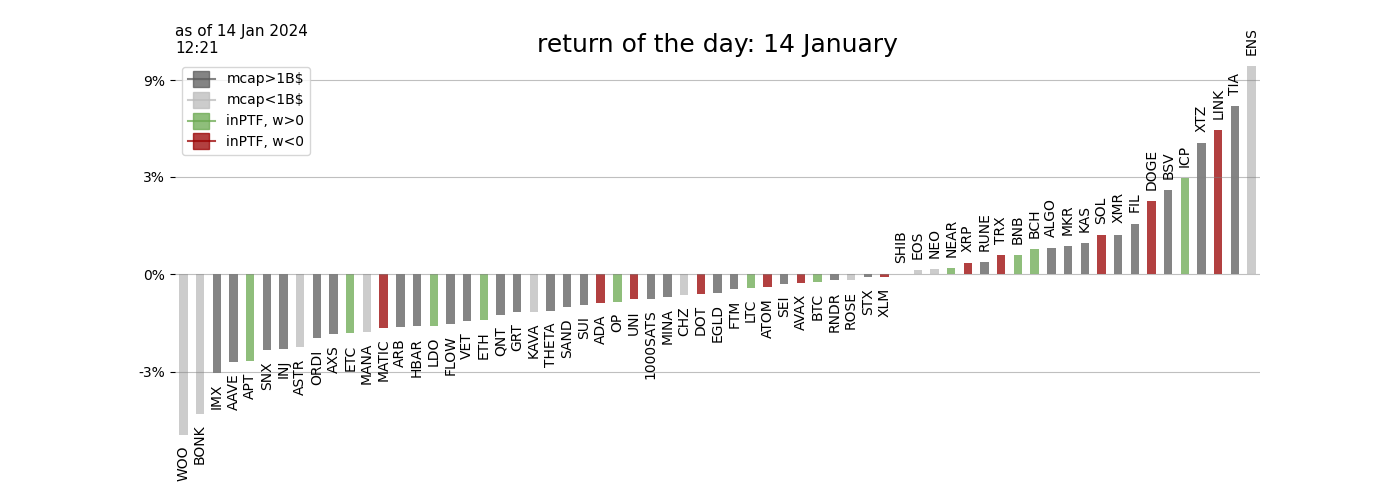 as of 14 Jan 2024
12:21
return of the day: 14 January
mcap>1B$
mcap<1B$
inPTF, w>0
inPTF, w<0
9%
3%
0%
-3%
WOO
BONK
IMX
AAVE
APT
SNX
INJ
ASTR
ORDI
AXS
ETC
MANA
MATIC
ARB
HBAR
LDO
FLOW
VET
ETH
QNT
GRT
KAVA
THETA
SAND
SUI
ADA
OP
UNI
1000SATS
MINA
CHZ
DOT
EGLD
FTM
LTC
ATOM
SEI
AVAX
BTC
RNDR
ROSE
STX
XLM
SHIB
EOS
NEO
NEAR
XRP
RUNE
TRX
BNB
BCH
ALGO
MKR
KAS
SOL
XMR
FIL
DOGE
BSV
ICP
XTZ
LINK
TIA
ENS